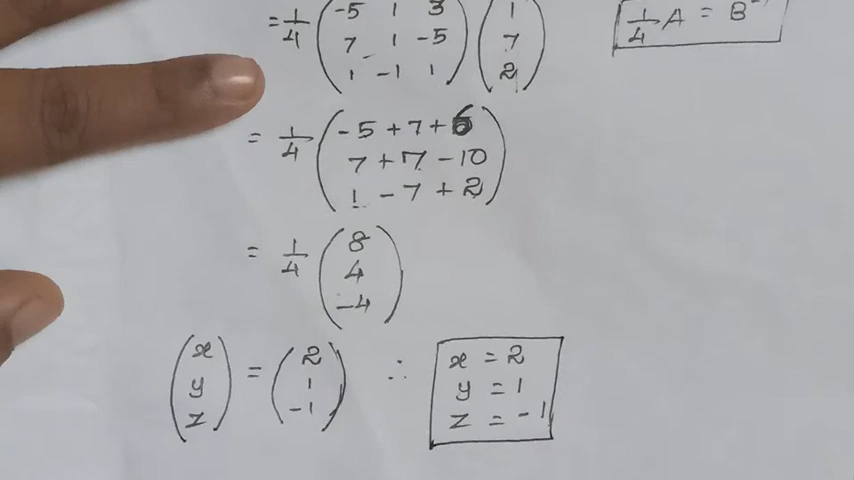 = 1/4 ( -5 1 3 ) ( 1 )
7 1 -5 7
1 -1 1 2
1/4 A = B⁻
= 1/4 ( -5 + 7 + 6 )
7 + 7 - 10
1 - 7 + 2
= 1/4 ( 8 )
4
-4
( x ) = ( 2 ) ∴ x = 2
y 1 y = 1
z -1 z = -1